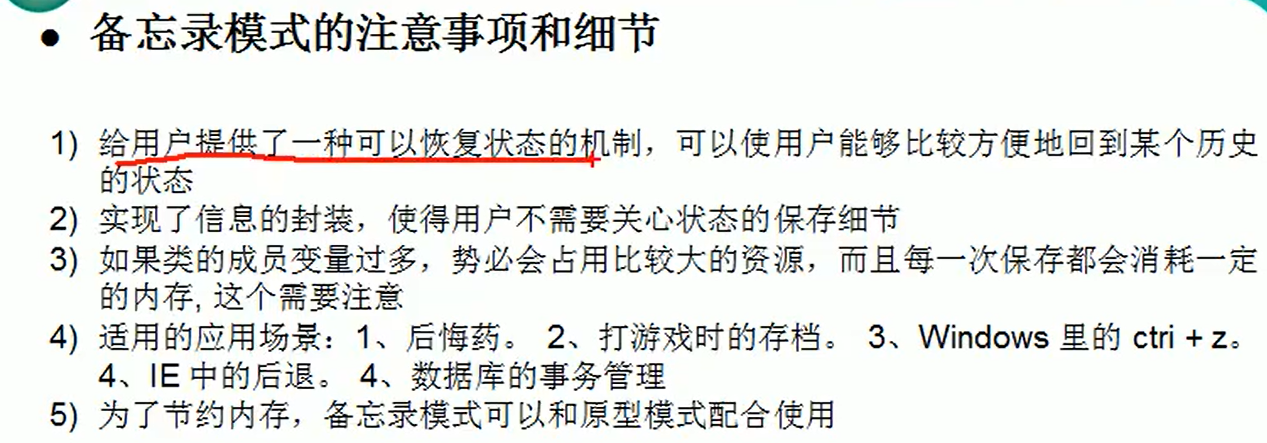 ● 备忘录模式的注意事项和细节
1) 给用户提供了一种可以恢复状态的机制，可以使用户能够比较方便地回到某个历史
的状态
2) 实现了信息的封装，使得用户不需要关心状态的保存细节
3) 如果类的成员变量过多，势必会占用比较大的资源，而且每一次保存都会消耗一定
的内存, 这个需要注意
4) 适用的应用场景：1、后悔药。 2、打游戏时的存档。 3、Windows 里的 ctri + z。
4、IE 中的后退。 4、数据库的事务管理
5) 为了节约内存，备忘录模式可以和原型模式配合使用